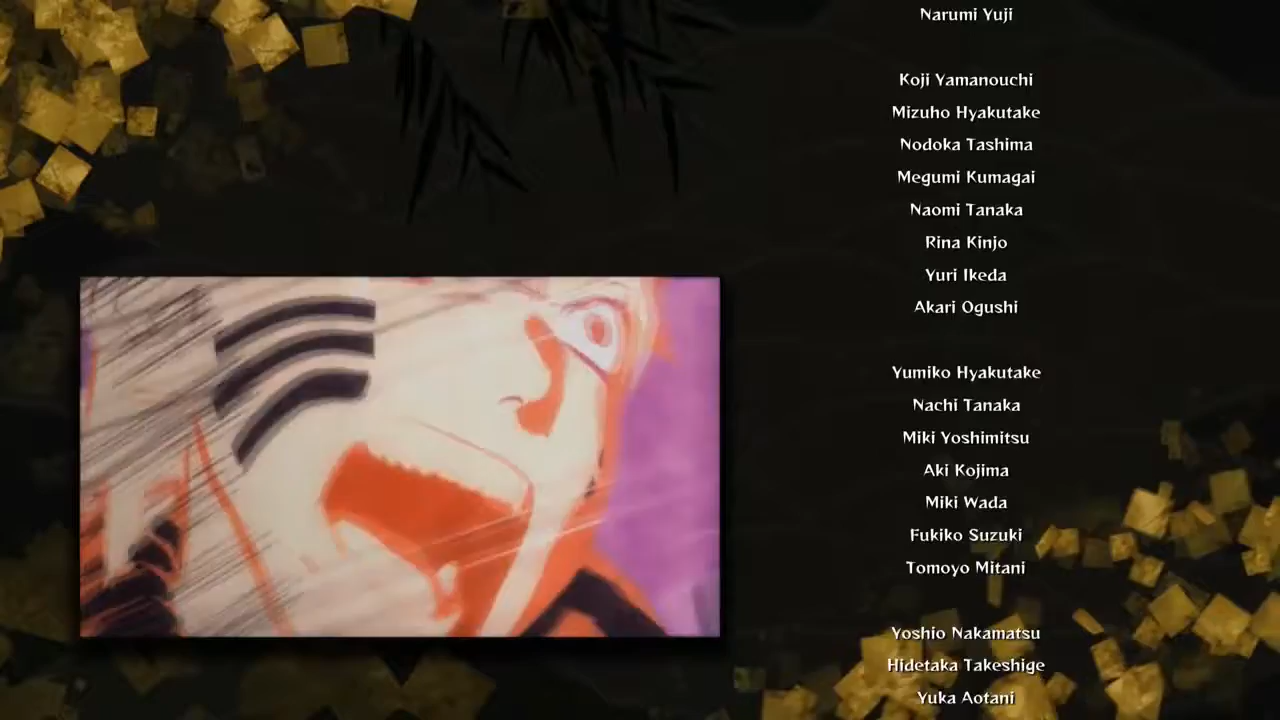 Narumi Yuji
Koji Yamanouchi
Mizuho Hyakutake
Nodoka Tashima
Megumi Kumagai
Naomi Tanaka
Rina Kinjo
Yuri Ikeda
Akari Ogushi
Yumiko Hyakutake
Nachi Tanaka
Miki Yoshimitsu
Aki Kojima
Miki Wada
Fukiko Suzuki
Tomoyo Mitani
Yoshio Nakamatsu
Hidetaka Takeshige
Yuka Aotani